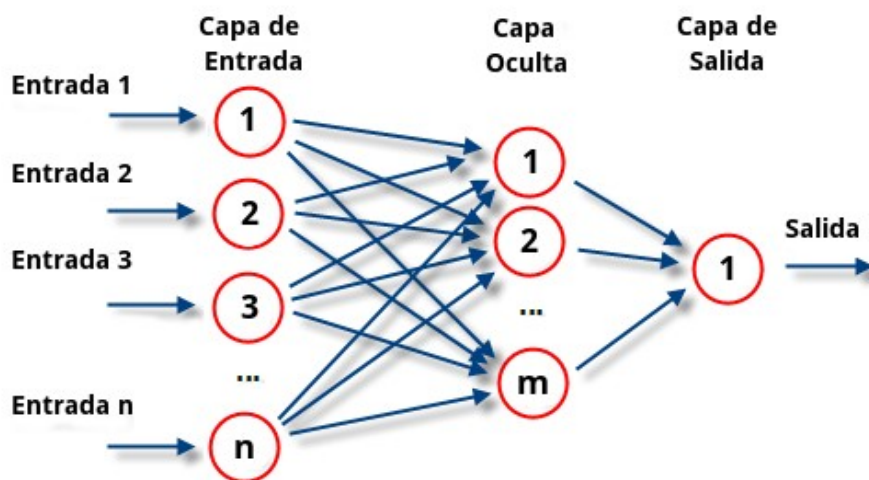 Capa de
Entrada
Capa
Oculta
Capa de
Salida
Entrada 1
1
Entrada 2
2
Entrada 3
3
...
Entrada n
n
1
2
...
m
1
Salida